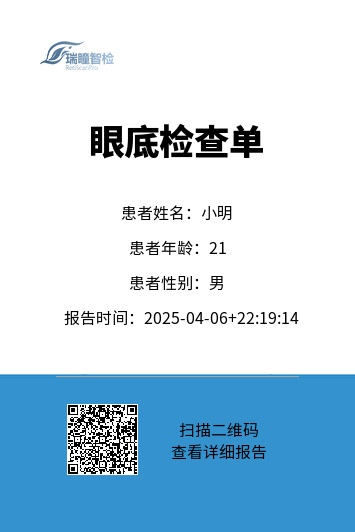 瑞瞳智检
RetiScanPro
眼底检查单
患者姓名：小明
患者年龄：21
患者性别：男
报告时间：2025-04-06+22:19:14
扫描二维码
查看详细报告